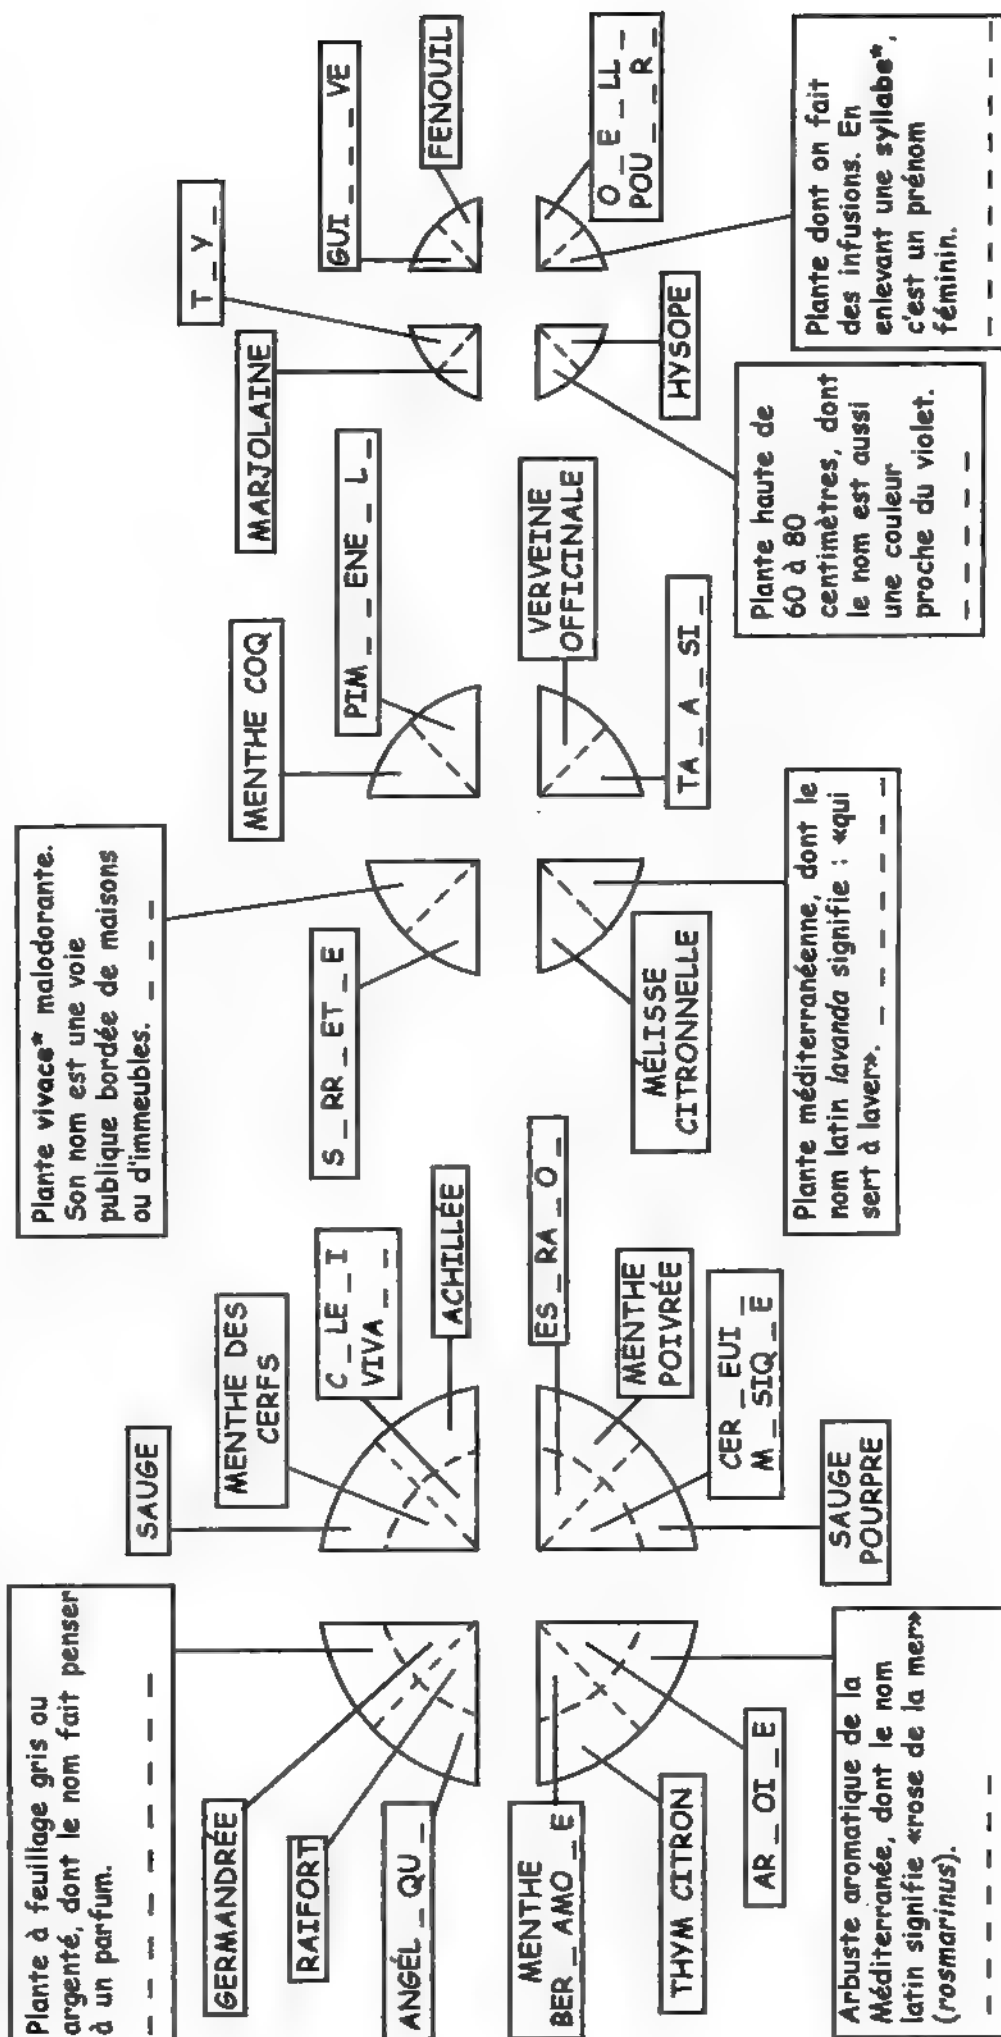 Plante à feuillage gris ou
argenté, dont le nom fait penser
à un parfum.
_ _ _ _ _ _ _ _ _ _
SAUGE
MENTHE DES
CERFS
C _ LE _ I
VIVA _ _
ACHILLÉE
GERMANDRÉE
RAIFORT
ANGÉL _ QU _
Plante vivace* malodorante.
Son nom est une voie
publique bordée de maisons
ou d'immeubles. _ _ _
S _ RR _ ET _ E
MENTHE COQ
PIM _ _ ENE _ L _
MARJOLAINE
T _ Y _
GUI _ _ _ VE
FENOUIL
MENTHE
BER _ AMO _ E
THYM CITRON
AR _ OI _ E
Arbuste aromatique de la
Méditerranée, dont le nom
latin signifie «rose de la mer»
(rosmarinus).
_ _ _ _ _ _ _
ES _ RA _ O _
MENTHE
POIVRÉE
CER _ EUI _
M _ SIQ _ E
SAUGE
POURPRE
MÉLISSE
CITRONNELLE
Plante méditerranéenne, dont le
nom latin lavanda signifie : «qui
sert à laver». _ _ _ _ _ _ _
VERVEINE
OFFICINALE
TA _ A _ SI _
HYSOPE
Plante haute de
60 à 80
centimètres, dont
le nom est aussi
une couleur
proche du violet.
_ _ _ _ _
O _ E _ LL _
POU _ _ R _
Plante dont on fait
des infusions. En
enlevant une syllabe*,
c'est un prénom
féminin.
_ _ _ _ _ _ _ _ _